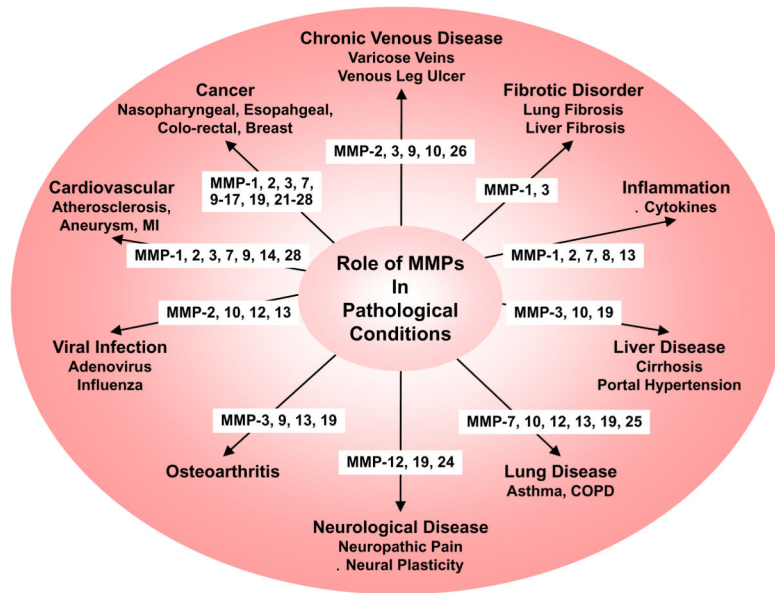 Chronic Venous Disease
Varicose Veins
Venous Leg Ulcer
Cancer
Nasopharyngeal, Esopahgeal,
Colo-rectal, Breast
Fibrotic Disorder
Lung Fibrosis
Liver Fibrosis
MMP-2, 3, 9, 10, 26
MMP-1, 2, 3, 7,
9-17, 19, 21-28
MMP-1, 3
Cardiovascular
Atherosclerosis,
Aneurysm, MI
Inflammation
. Cytokines
MMP-1, 2, 3, 7, 9, 14, 28
MMP-1, 2, 7, 8, 13
Role of MMPs
In
Pathological
Conditions
MMP-2, 10, 12, 13
MMP-3, 10, 19
Viral Infection
Adenovirus
Influenza
Liver Disease
Cirrhosis
Portal Hypertension
MMP-3, 9, 13, 19
MMP-7, 10, 12, 13, 19, 25
MMP-12, 19, 24
Osteoarthritis
Lung Disease
Asthma, COPD
Neurological Disease
Neuropathic Pain
. Neural Plasticity